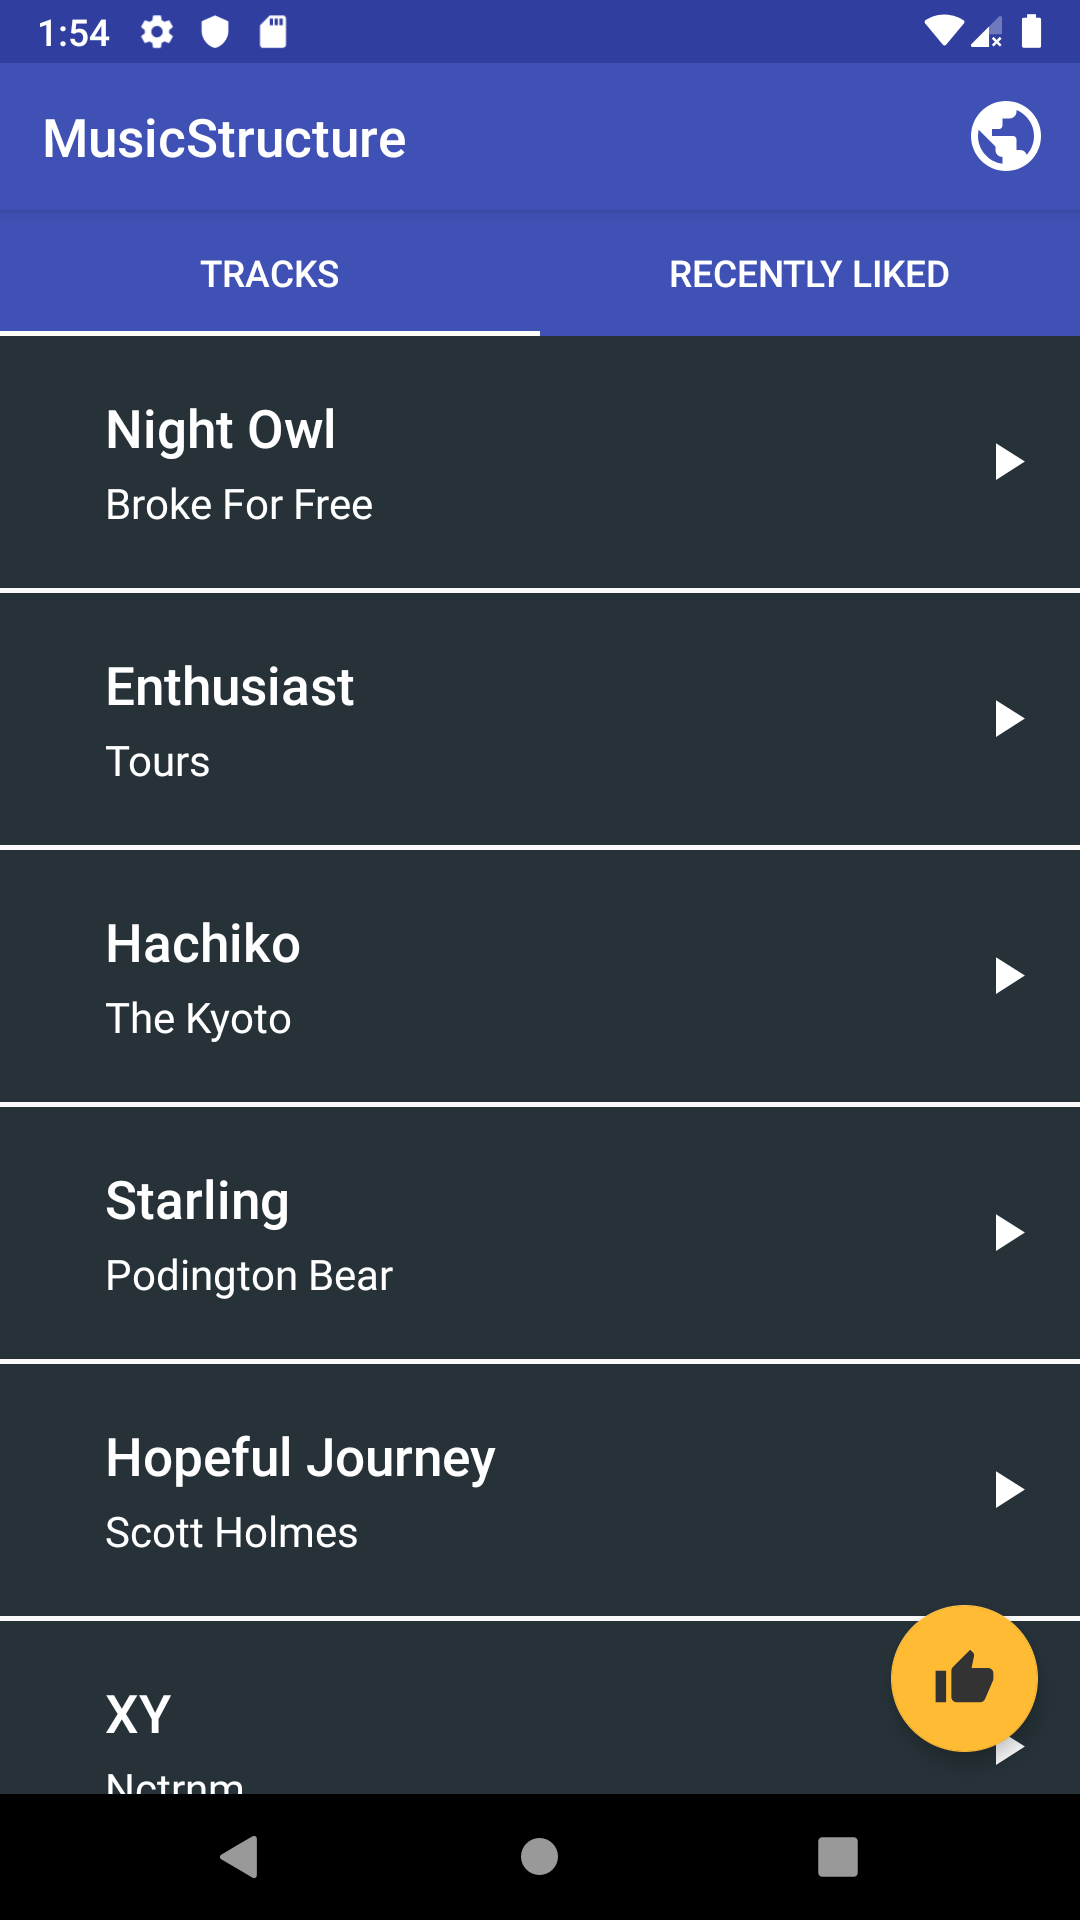 1:54
MusicStructure
TRACKS
RECENTLY LIKED
Night Owl
Broke For Free
Enthusiast
Tours
Hachiko
The Kyoto
Starling
Podington Bear
Hopeful Journey
Scott Holmes
XY
Nctrnm